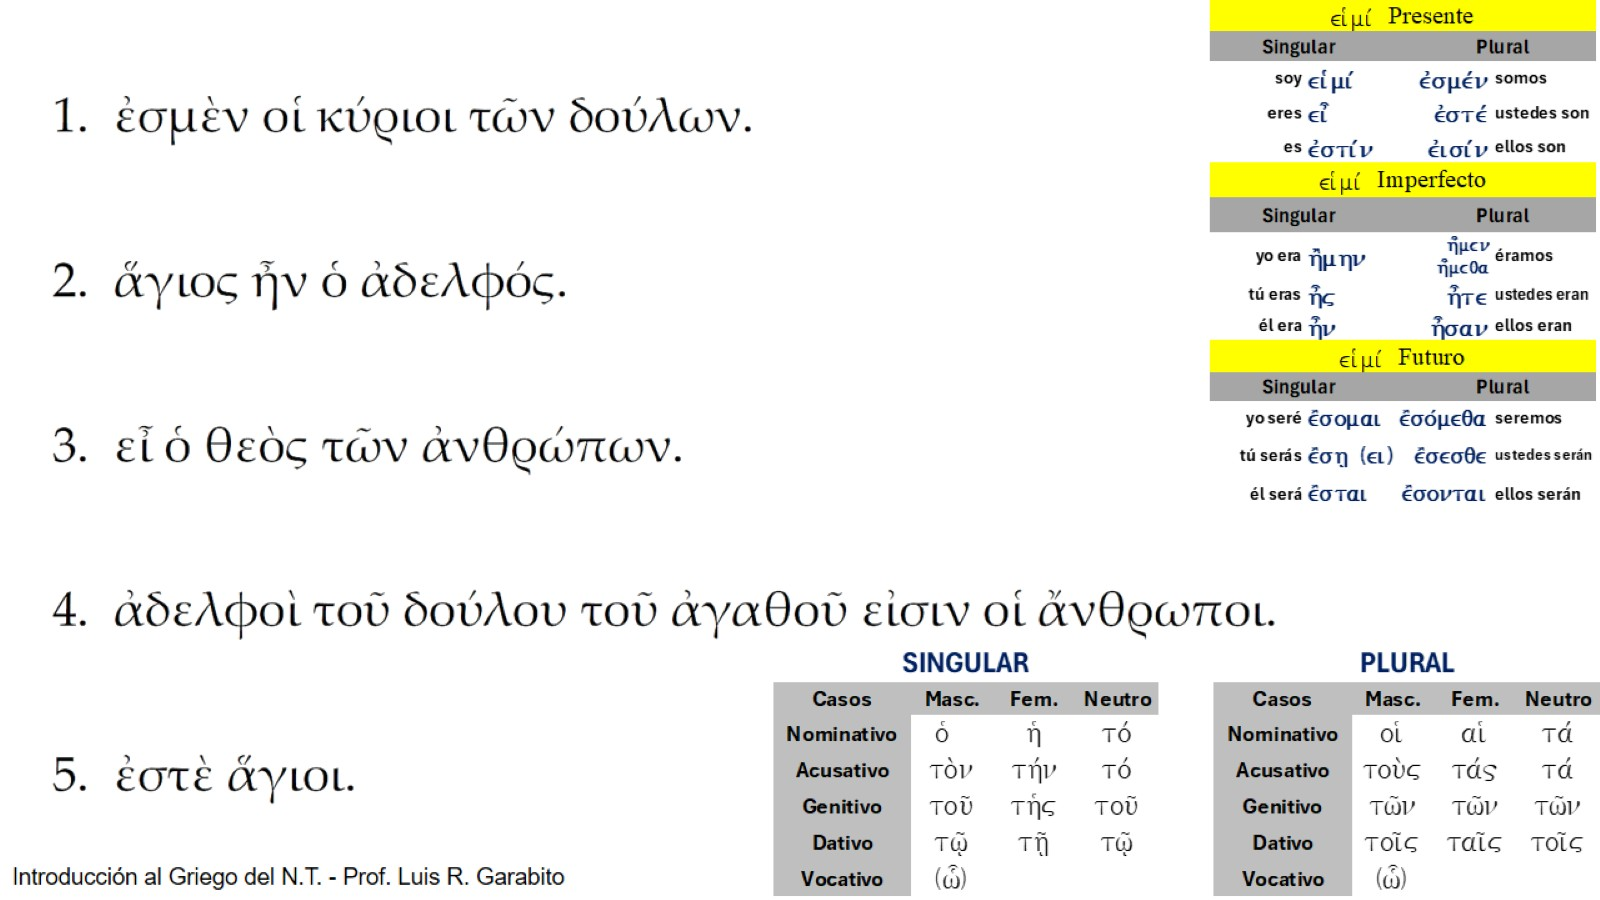 1. ἐσμὲν οἱ κύριοι τῶν δούλων.
2. ἅγιος ἦν ὁ ἀδελφός.
3. εἶ ὁ θεὸς τῶν ἀνθρώπων.
4. ἀδελφοὶ τοῦ δούλου τοῦ ἀγαθοῦ εἰσιν οἱ ἄνθρωποι.
5. ἐστὲ ἅγιοι.
Introducción al Griego del N.T. - Prof. Luis R. Garabito
εἰμί Presente
Singular Plural
soy εἰμί ἐσμέν somos
eres εἶ ἐστέ ustedes son
es ἐστίν ἐισίν ellos son
εἰμί Imperfecto
Singular Plural
yo era ἤμην ἦμεν
ἤμεθα éramos
tú eras ἦς ἦτε ustedes eran
él era ἦν ἦσαν ellos eran
εἰμί Futuro
Singular Plural
yo seré ἔσομαι ἐσόμεθα seremos
tú serás ἔσῃ (ει) ἔσεσθε ustedes serán
él será ἔσται ἔσονται ellos serán
SINGULAR
Casos Masc. Fem. Neutro
Nominativo ὁ ἡ τό
Acusativo τὸν τήν τό
Genitivo τοῦ τῆς τοῦ
Dativo τῷ τῇ τῷ
Vocativo (ὦ)
PLURAL
Casos Masc. Fem. Neutro
Nominativo οἱ αἱ τά
Acusativo τοὺς τάς τά
Genitivo τῶν τῶν τῶν
Dativo τοῖς ταῖς τοῖς
Vocativo (ὦ)